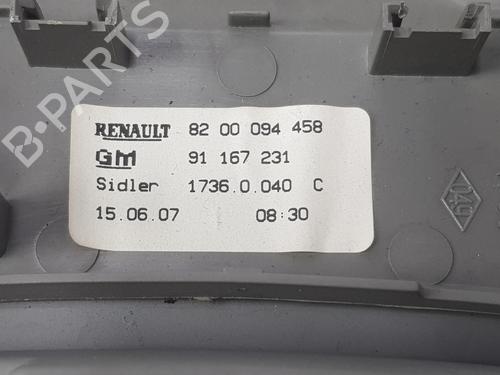 RENAULT 82 00 094 458
GM 91 167 231
Sidler 1736.0.040 C
15.06.07 08:30
049
B-Parts